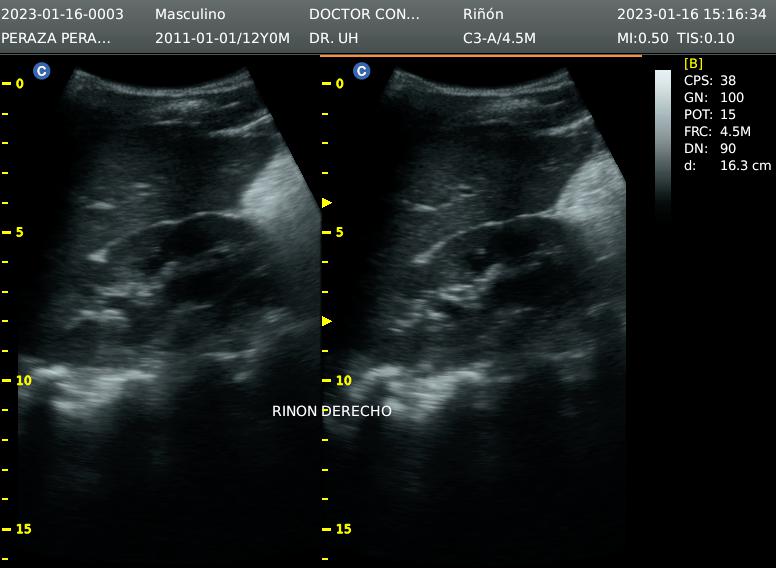 2023-01-16-0003 Masculino DOCTOR CON... Riñón 2023-01-16 15:16:34
PERAZA PERA... 2011-01-01/12Y0M DR. UH C3-A/4.5M MI:0.50 TIS:0.10
C C
[B]
CPS: 38
GN: 100
POT: 15
FRC: 4.5M
DN: 90
d: 16.3 cm
0 0
5 5
10 10
RINON DERECHO
15 15